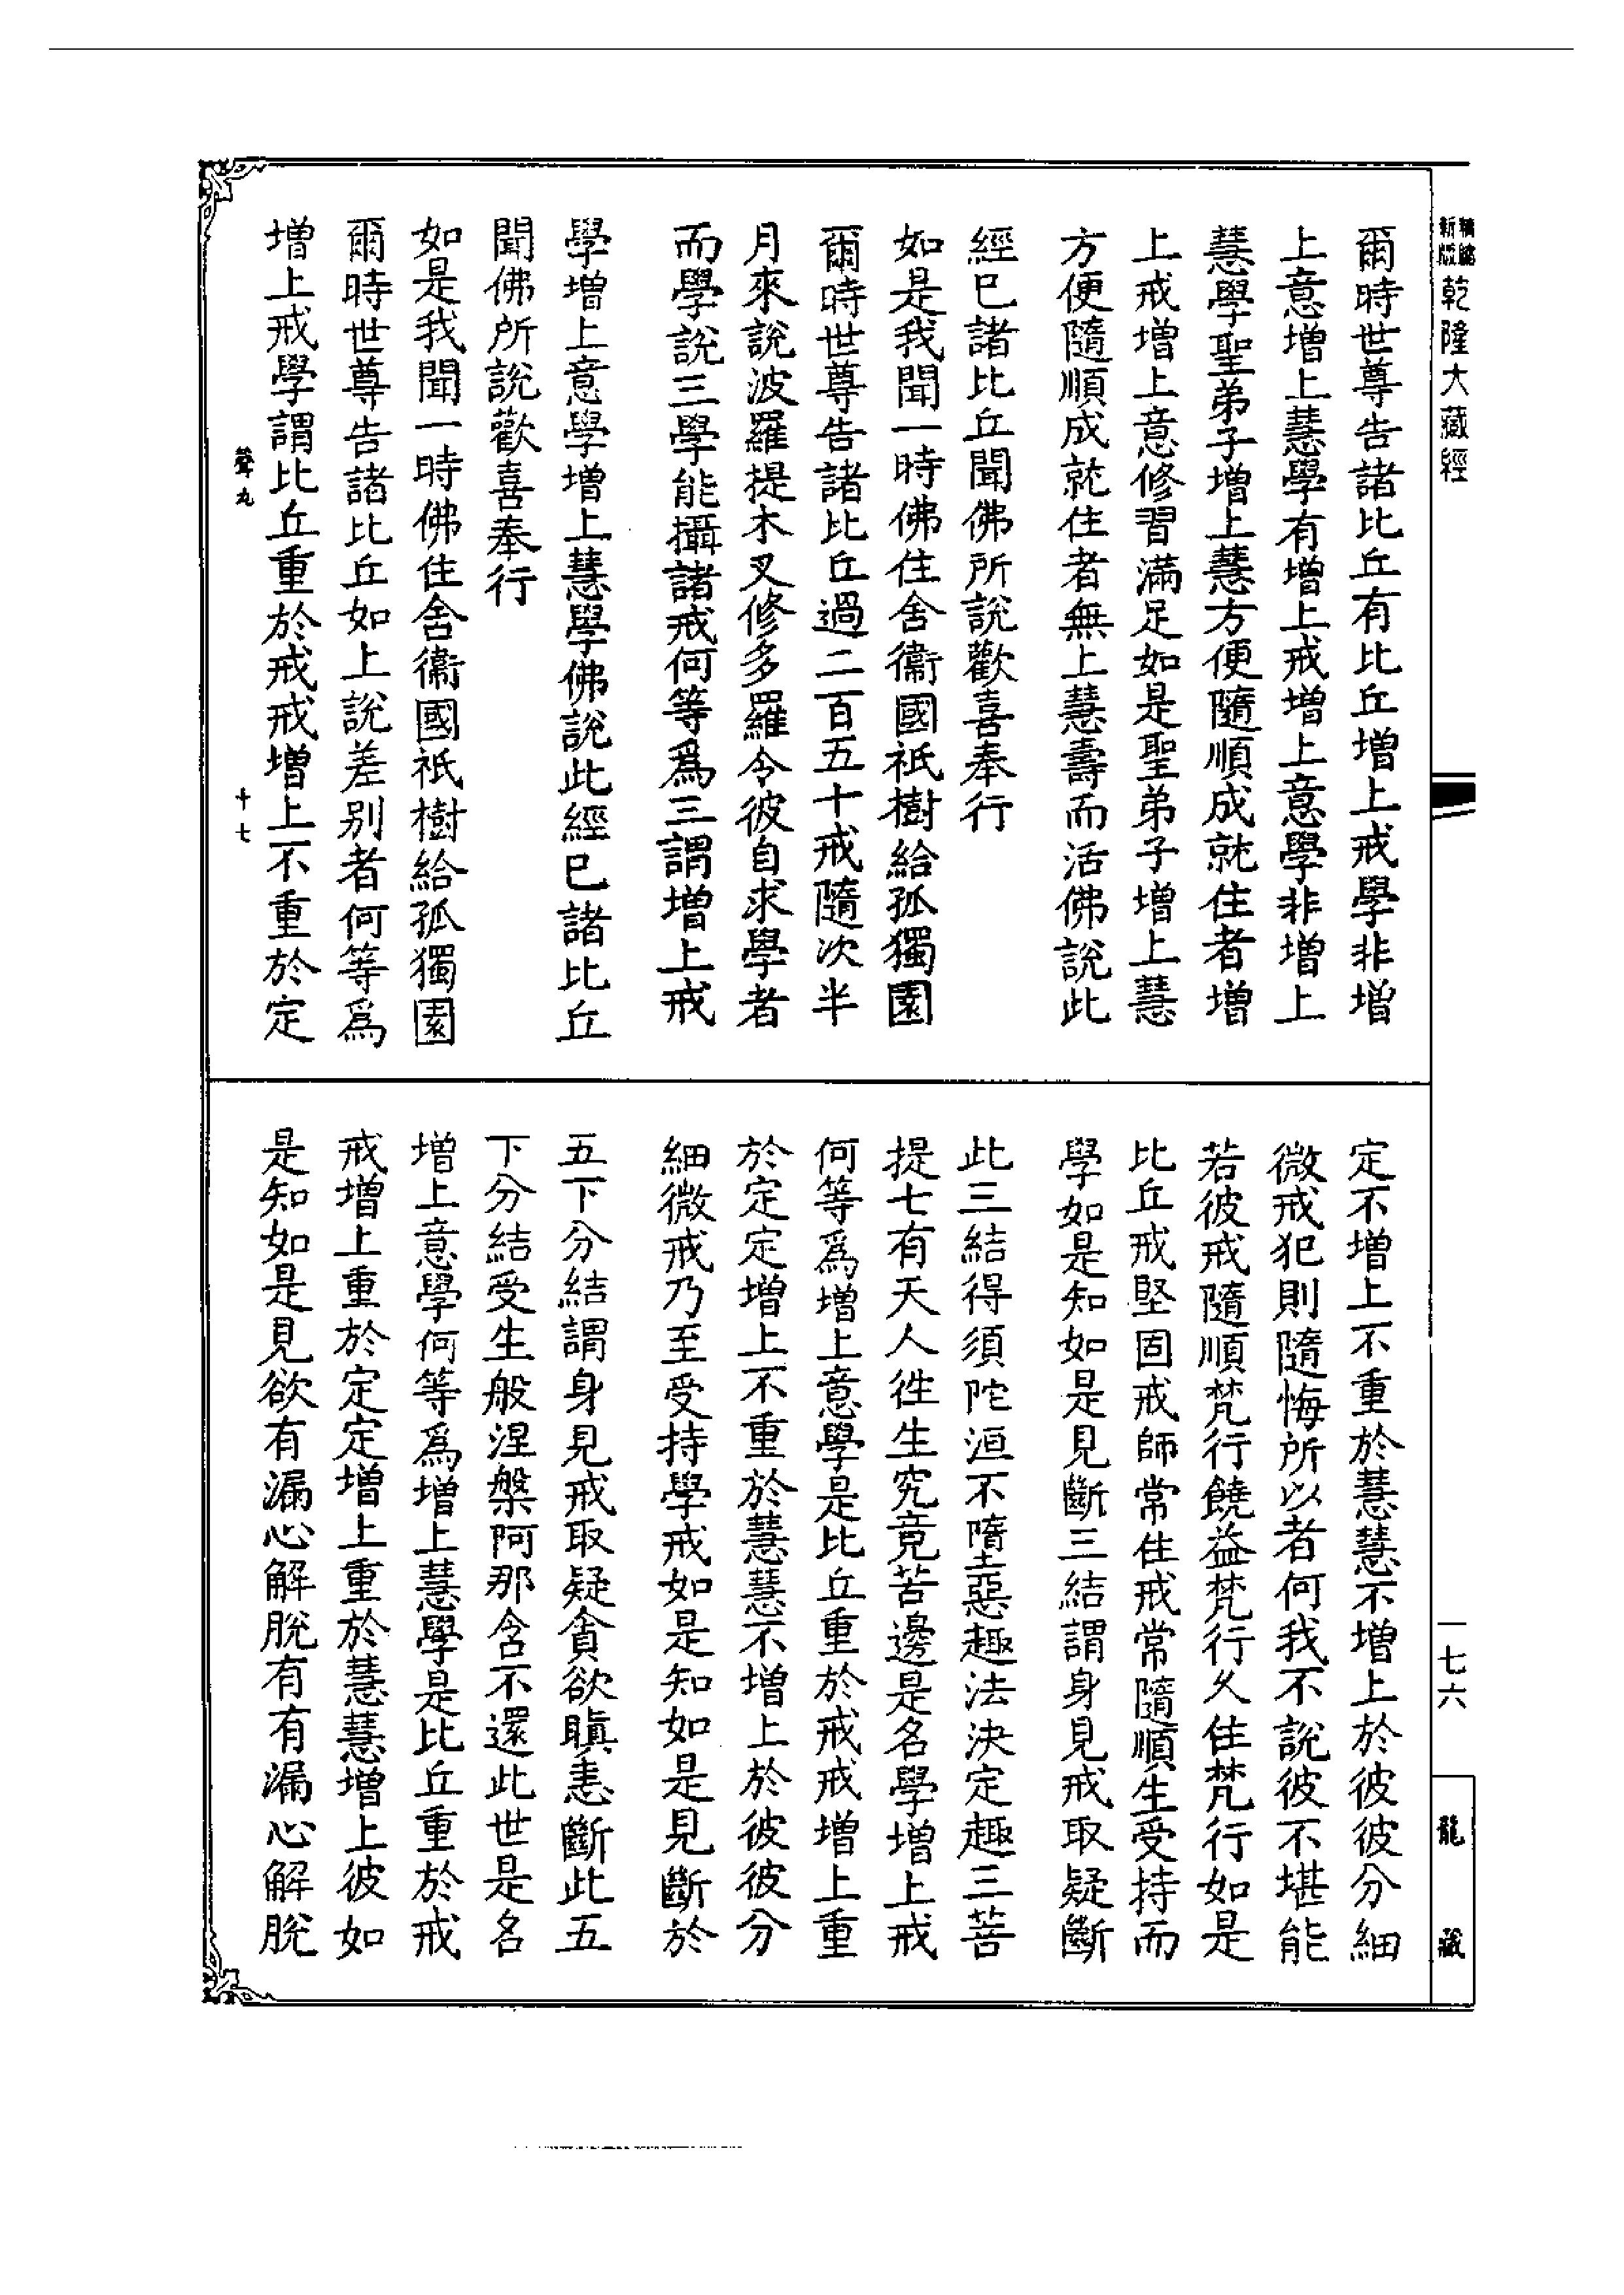 新縮
版編
乾隆大藏經
爾時世尊告諸比丘有比丘增上戒學非增
上意增上慧學有增上戒增上意學非增上
慧學聖弟子增上慧方便隨順成就住者增
上戒增上意修習滿足如是聖弟子增上慧
方便隨順成就住者無上慧壽而活佛說此
經已諸比丘聞佛所說歡喜奉行
如是我聞一時佛住舍衞國祇樹給孤獨園
爾時世尊告諸比丘過二百五十戒隨次半
月來說波羅提木叉修多羅令彼自求學者
而學說三學能攝諸戒何等爲三謂增上戒
學增上意學增上慧學佛說此經已諸比丘
聞佛所說歡喜奉行
如是我聞一時佛住舍衞國祇樹給孤獨園
爾時世尊告諸比丘如上說差别者何等爲
增上戒學謂比丘重於戒戒增上不重於定
聲九
十七
定不增上不重於慧慧不增上於彼彼分細
微戒犯則隨悔所以者何我不說彼不堪能
若彼戒隨順梵行饒益梵行久住梵行如是
比丘戒堅固戒師常住戒常隨順生受持而
學如是知如是見斷三結謂身見戒取疑斷
此三結得須陀洹不墮惡趣法決定趣三菩
提七有天人徃生究竟苦邊是名學增上戒
何等爲增上意學是比丘重於戒戒增上重
於定定增上不重於慧慧不增上於彼彼分
細微戒乃至受持學戒如是知如是見斷於
五下分結謂身見戒取疑貪欲瞋恚斷此五
下分結受生般涅槃阿那含不還此世是名
增上意學何等爲增上慧學是比丘重於戒
戒增上重於定定增上重於慧慧增上彼如
是知如是見欲有漏心解脫有有漏心解脫
一七六
龍藏